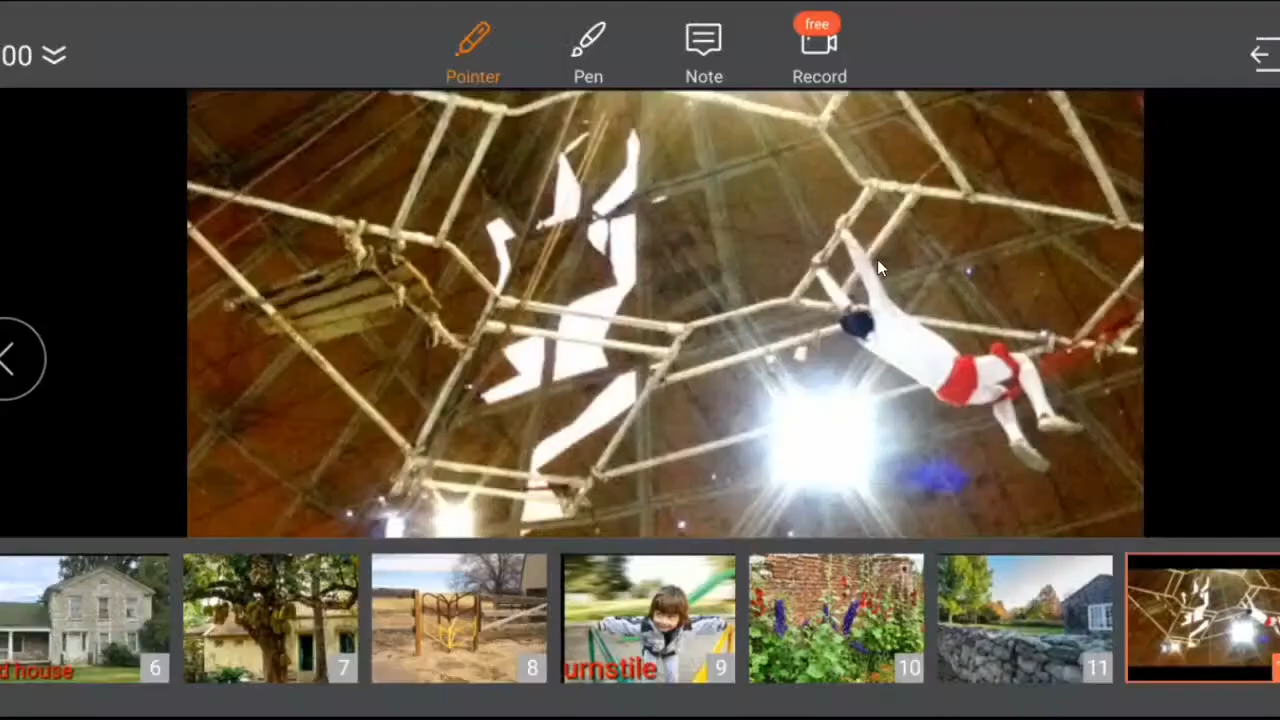 free
00
Pointer
Pen
Note
Record
d house
6
7
8
urnstile
9
10
11